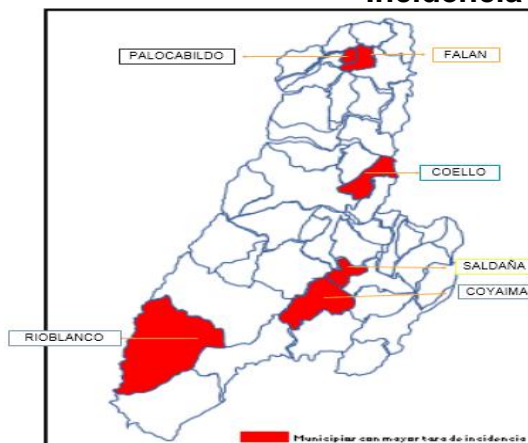 Incidencia
PALOCABILDO
FALAN
COELLO
SALDAÑA
COYAIMA
RIOBLANCO
Municipios con mayor tasa de incidencia